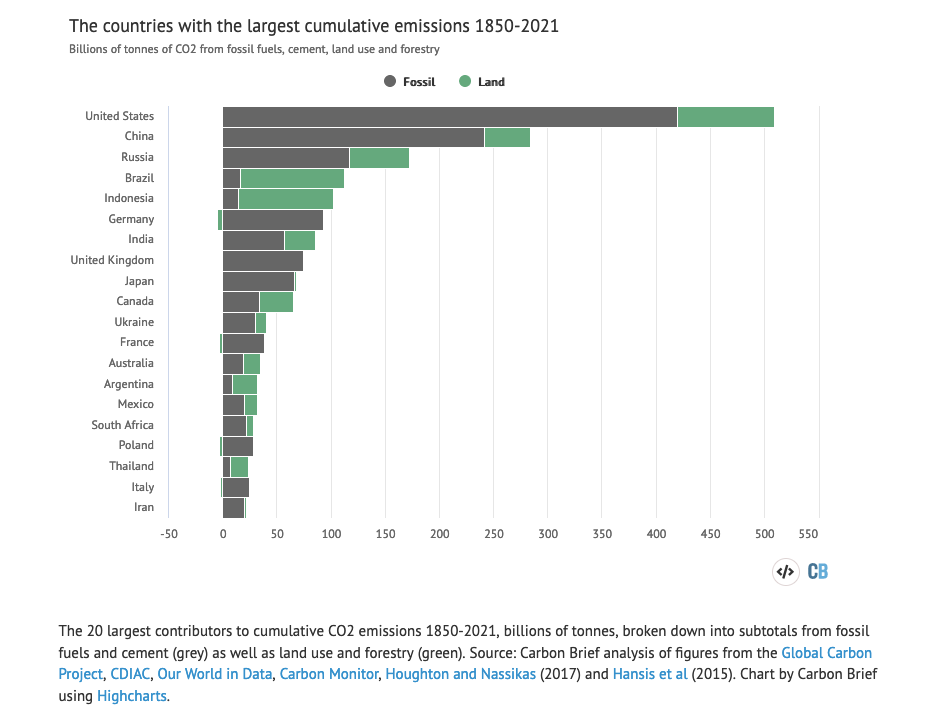 The countries with the largest cumulative emissions 1850-2021
Billions of tonnes of CO2 from fossil fuels, cement, land use and forestry
Fossil Land
United States
China
Russia
Brazil
Indonesia
Germany
India
United Kingdom
Japan
Canada
Ukraine
France
Australia
Argentina
Mexico
South Africa
Poland
Thailand
Italy
Iran
-50 0 50 100 150 200 250 300 350 400 450 500 550
</> CB
The 20 largest contributors to cumulative CO2 emissions 1850-2021, billions of tonnes, broken down into subtotals from fossil
fuels and cement (grey) as well as land use and forestry (green). Source: Carbon Brief analysis of figures from the Global Carbon
Project, CDIAC, Our World in Data, Carbon Monitor, Houghton and Nassikas (2017) and Hansis et al (2015). Chart by Carbon Brief
using Highcharts.